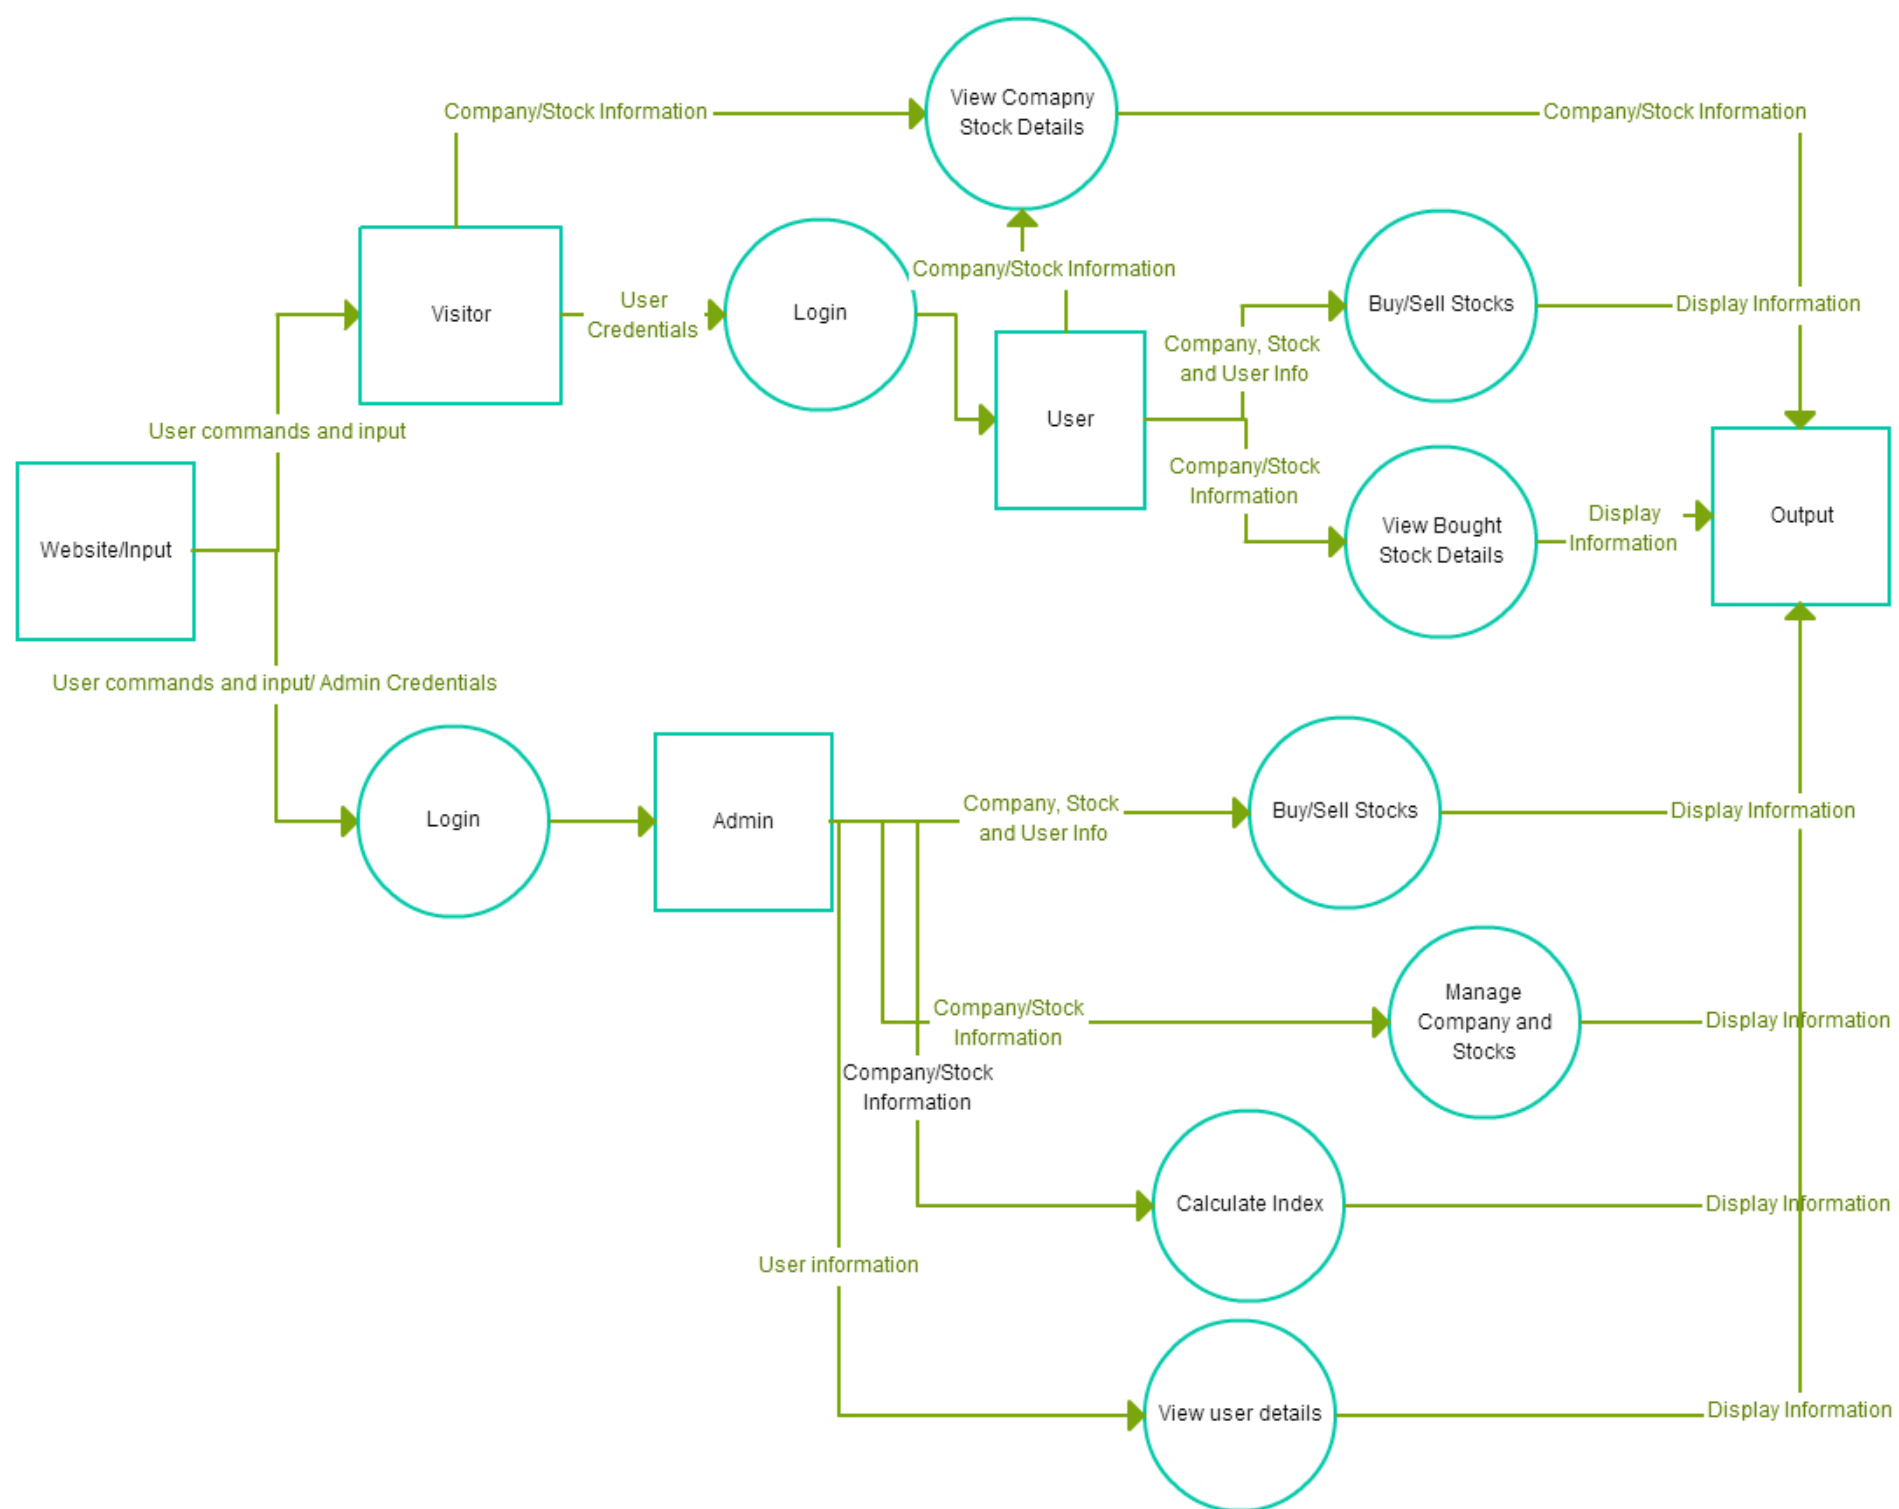 View Comapny
Stock Details
Company/Stock Information
Company/Stock Information
Company/Stock Information
Visitor
User
Credentials
Login
Buy/Sell Stocks
Display Information
Company, Stock
and User Info
User
User commands and input
Company/Stock
Information
View Bought
Stock Details
Display
Information
Output
Website/Input
User commands and input/ Admin Credentials
Login
Admin
Company, Stock
and User Info
Buy/Sell Stocks
Display Information
Company/Stock
Information
Manage
Company and
Stocks
Display Information
Company/Stock
Information
Calculate Index
Display Information
User information
View user details
Display Information